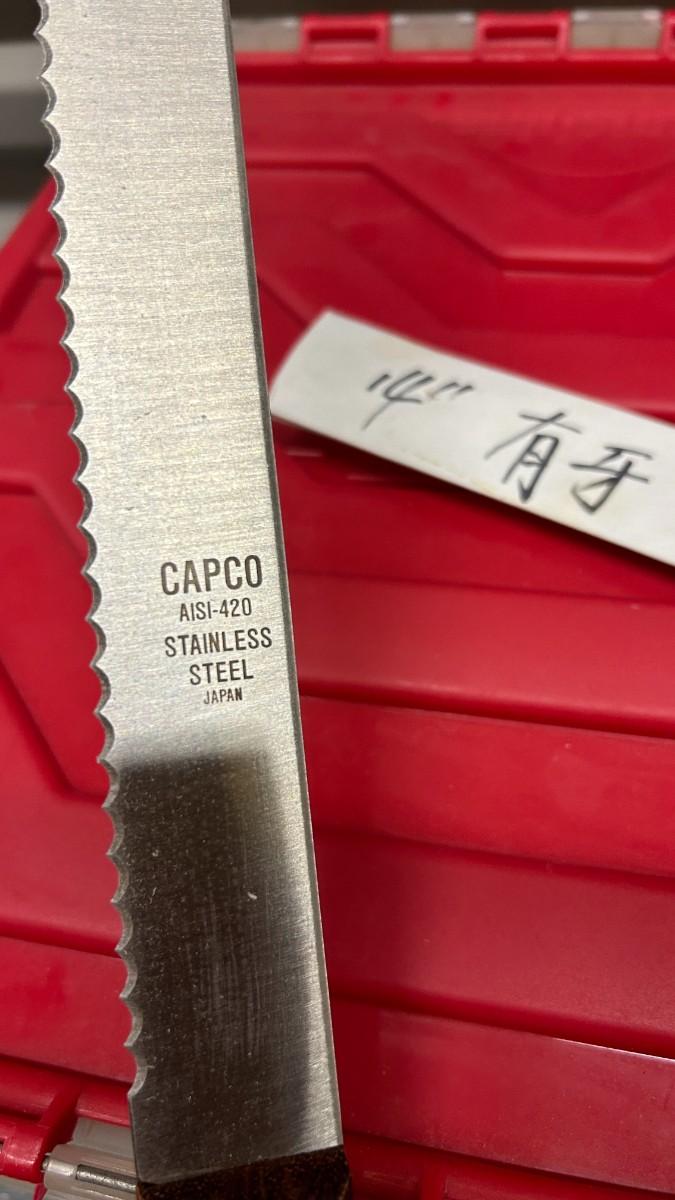 CAPCO
AISI-420
STAINLESS
STEEL
JAPAN
14" 有牙